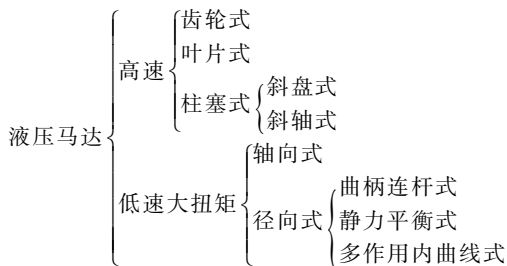 液压马达
高速
齿轮式
叶片式
柱塞式
斜盘式
斜轴式
低速大扭矩
轴向式
径向式
曲柄连杆式
静力平衡式
多作用内曲线式